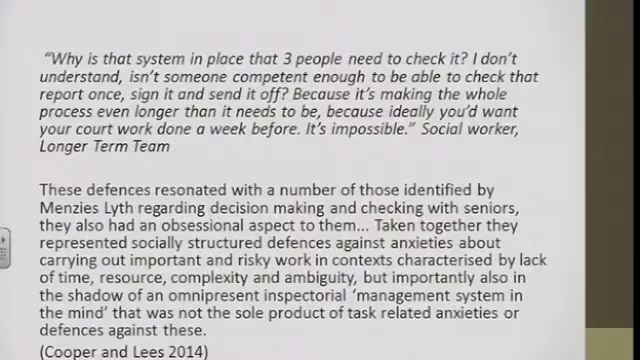 “Why is that system in place that 3 people need to check it? I don’t
understand, isn’t someone competent enough to be able to check that
report once, sign it and send it off? Because it’s making the whole
process even longer than it needs to be, because ideally you’d want
your court work done a week before. It’s impossible.” Social worker,
Longer Term Team
These defences resonated with a number of those identified by
Menzies Lyth regarding decision making and checking with seniors,
they also had an obsessional aspect to them... Taken together they
represented socially structured defences against anxieties about
carrying out important and risky work in contexts characterised by lack
of time, resource, complexity and ambiguity, but importantly also in
the shadow of an omnipresent inspectorial ‘management system in
the mind’ that was not the sole product of task related anxieties or
defences against these.
(Cooper and Lees 2014)